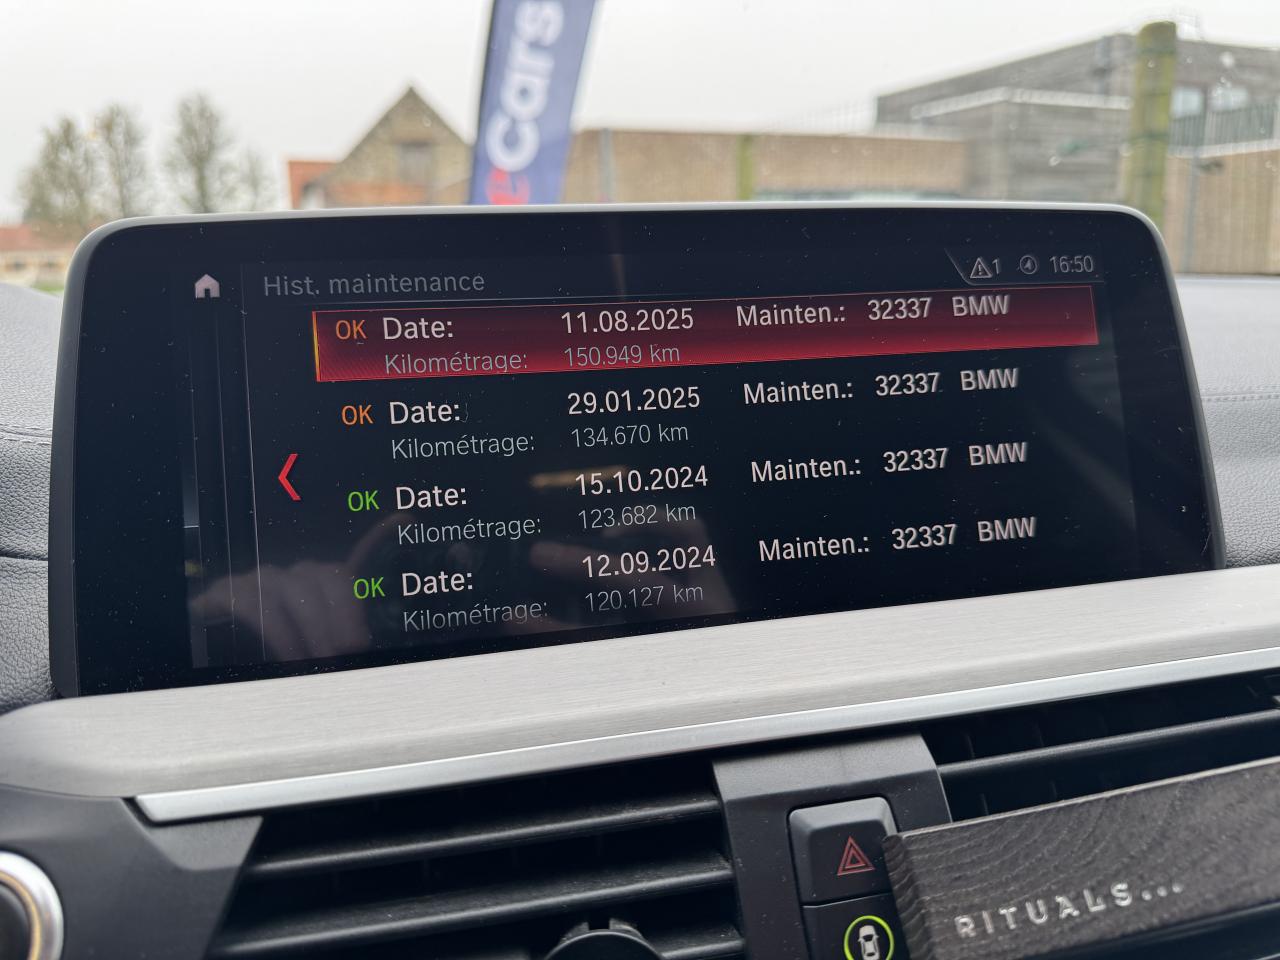 ecars
Hist. maintenance
1 16:50
OK Date: 11.08.2025 Mainten.: 32337 BMW
Kilométrage: 150.949 km
OK Date: 29.01.2025 Mainten.: 32337 BMW
Kilométrage: 134.670 km
OK Date: 15.10.2024 Mainten.: 32337 BMW
Kilométrage: 123.682 km
OK Date: 12.09.2024 Mainten.: 32337 BMW
Kilométrage: 120.127 km
RITUALS...